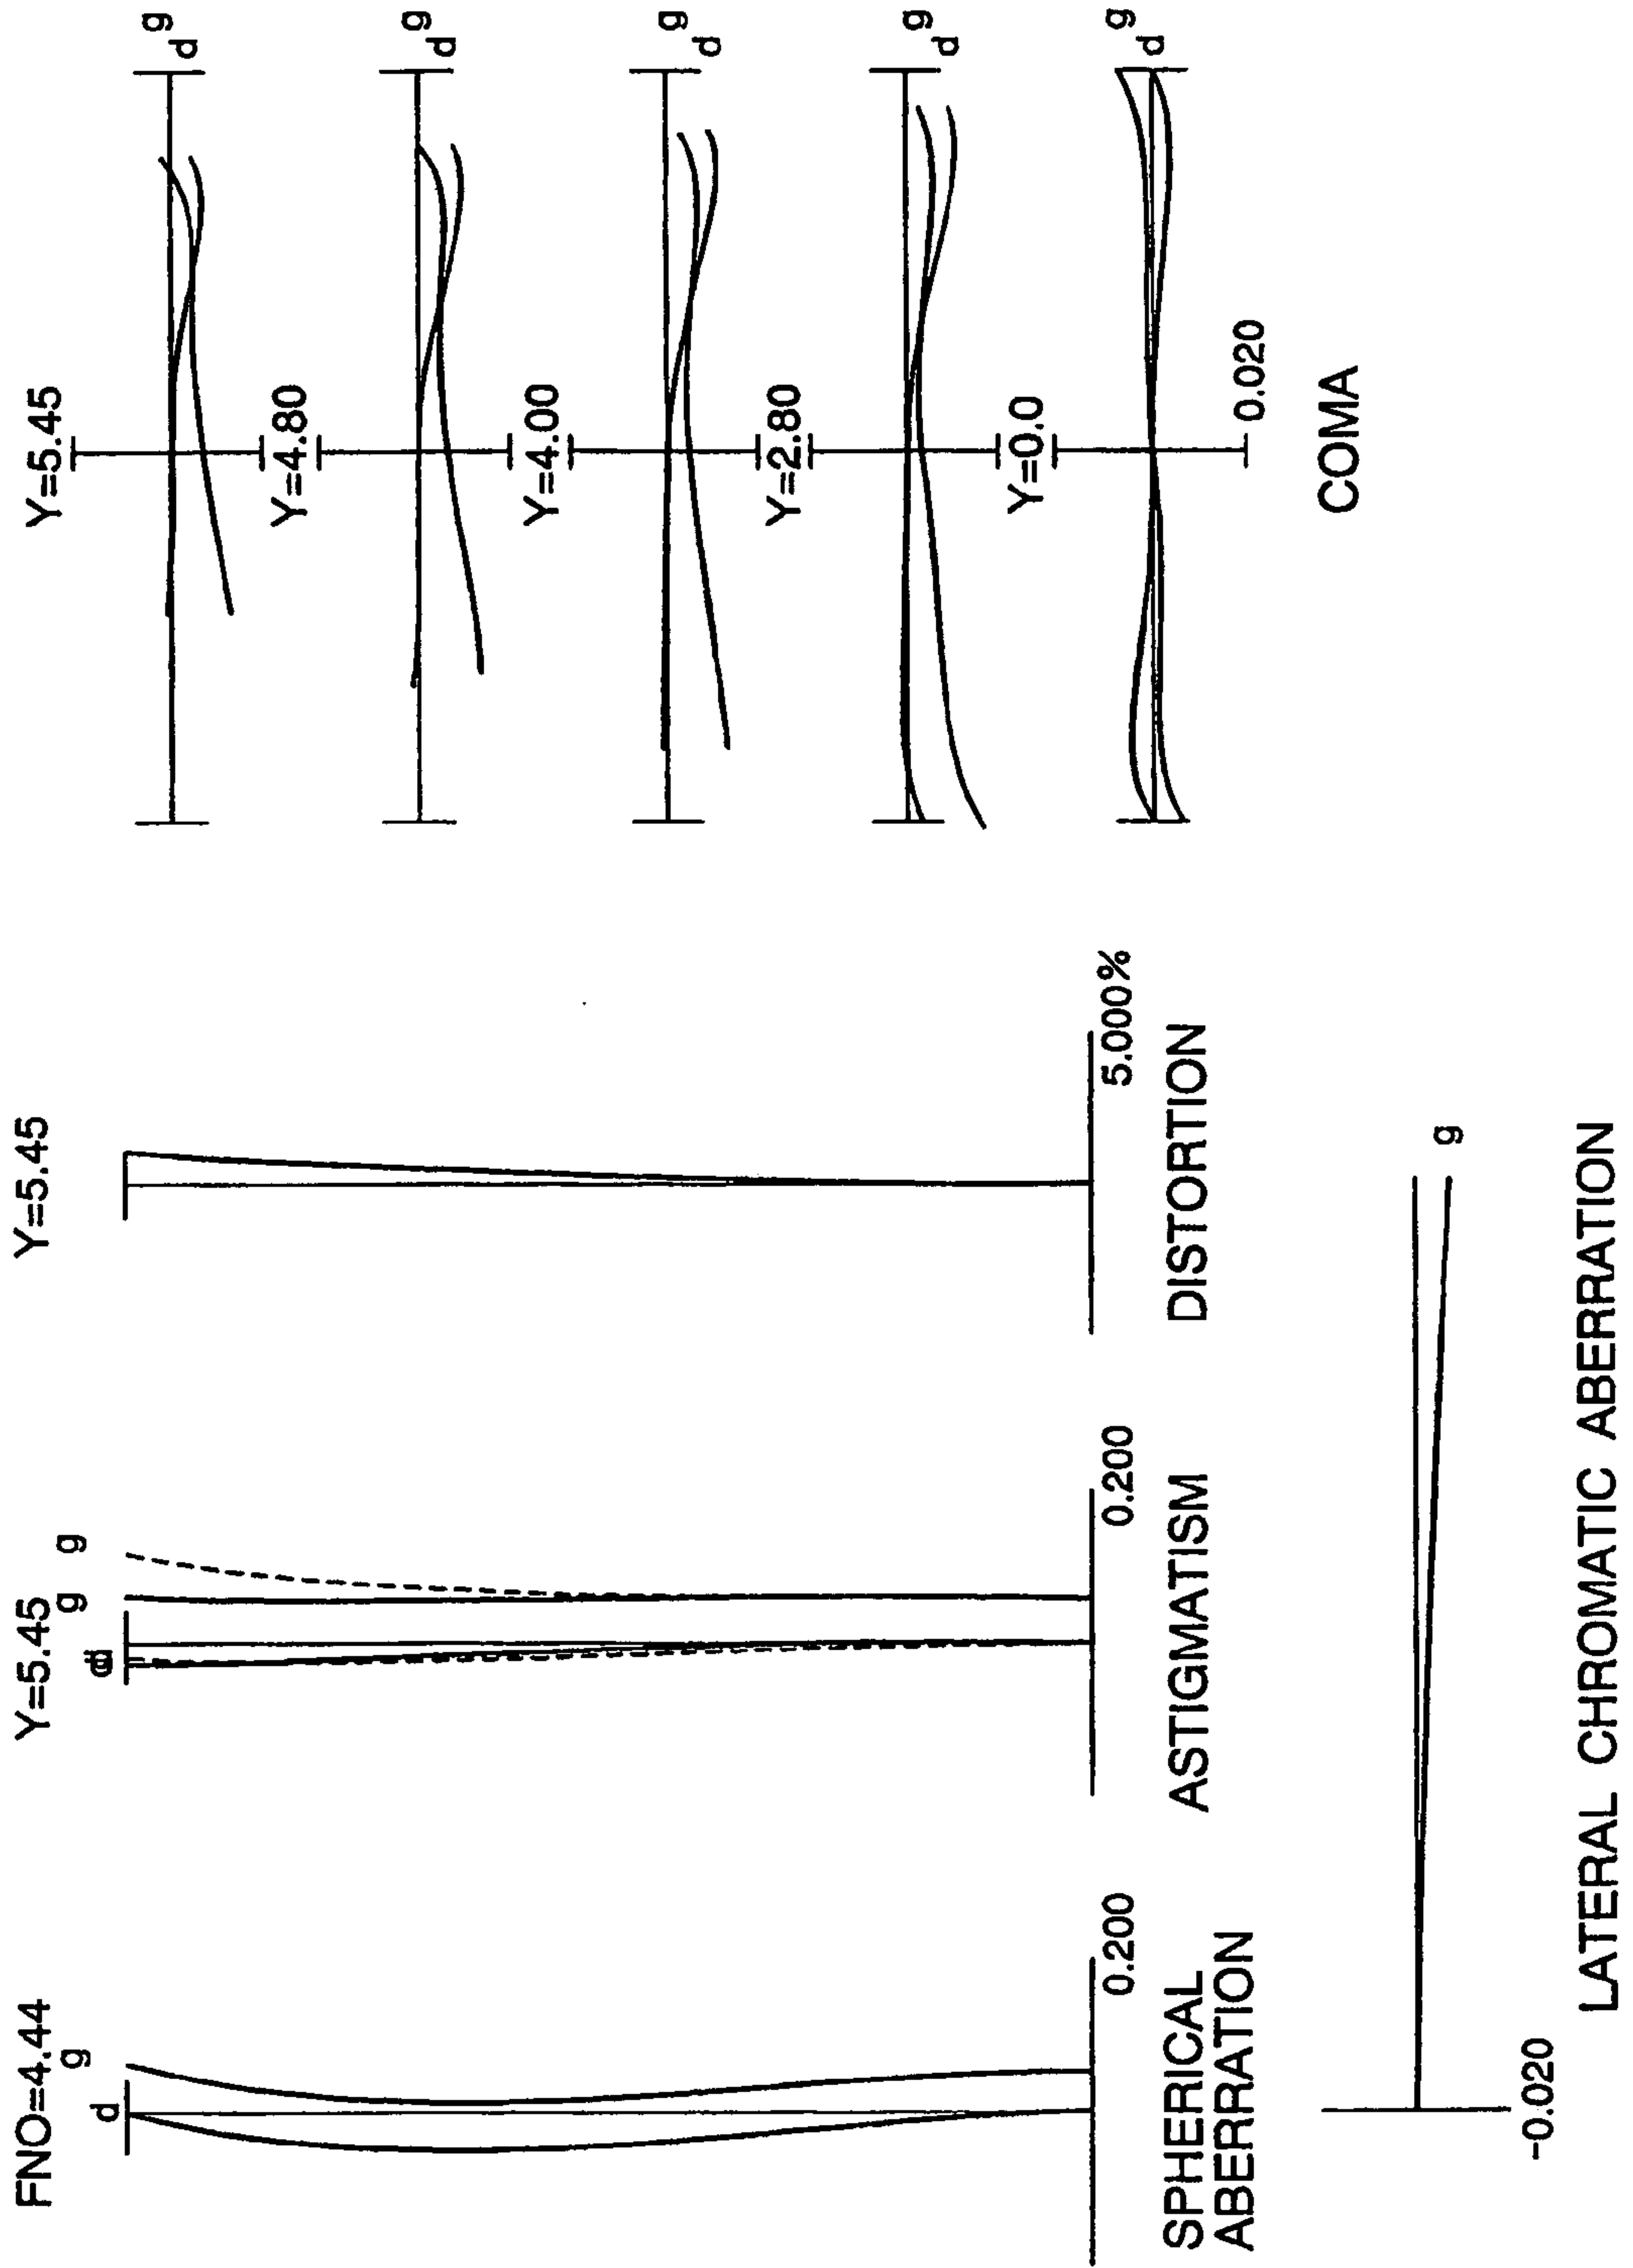 FNO=4.44
g
d
0.200
SPHERICAL
ABERRATION
Y=5.45
g
g
d
d
0.200
ASTIGMATISM
Y=5.45
5.000%
DISTORTION
Y=5.45
g
d
Y=4.80
g
d
Y=4.00
g
d
Y=2.80
g
d
Y=0.0
g
d
0.020
COMA
g
-0.020
LATERAL CHROMATIC ABERRATION